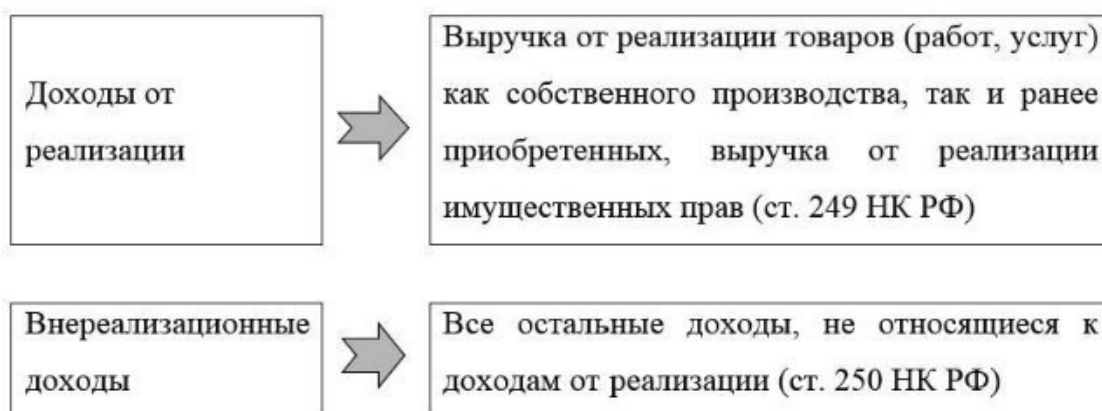 Доходы от
реализации
Выручка от реализации товаров (работ, услуг)
как собственного производства, так и ранее
приобретенных, выручка от реализации
имущественных прав (ст. 249 НК РФ)
Внереализационные
доходы
Все остальные доходы, не относящиеся к
доходам от реализации (ст. 250 НК РФ)